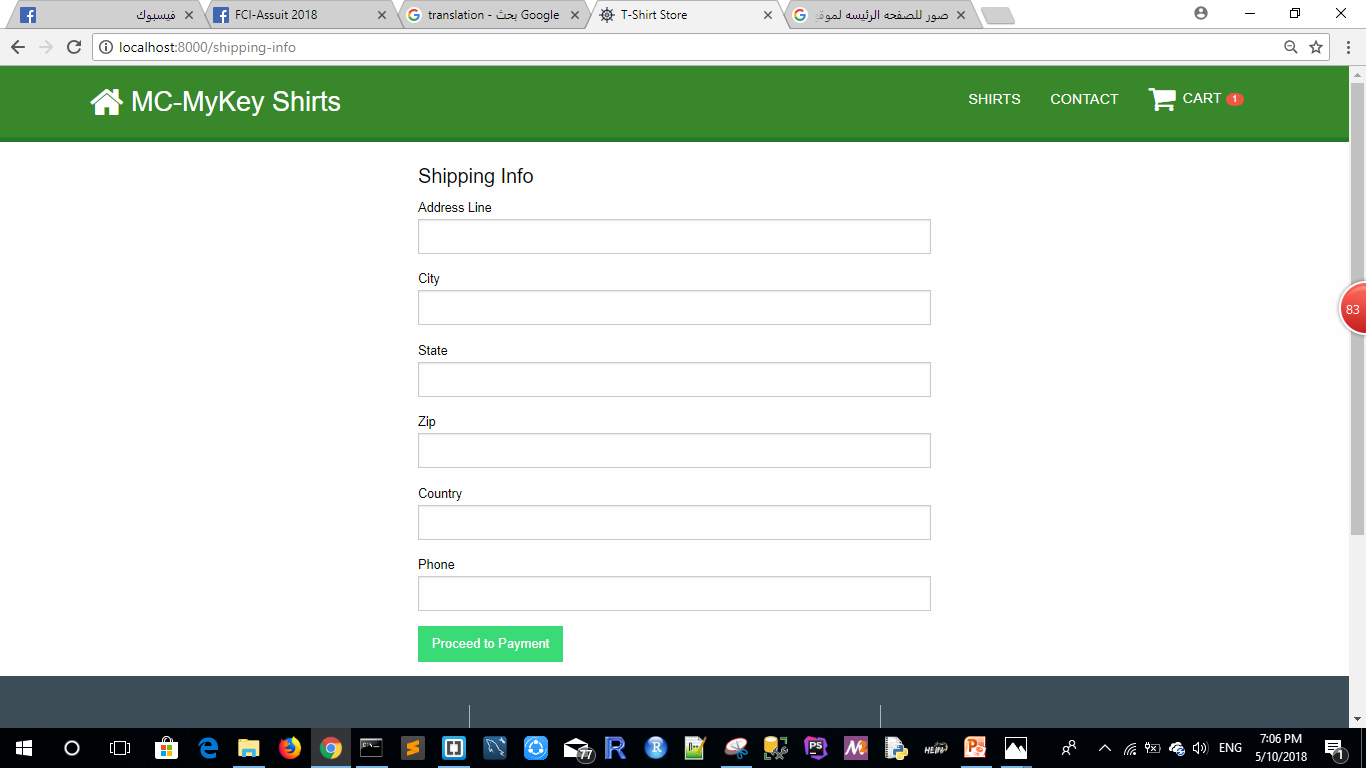 فيسبوك
FCI-Assuit 2018
translation - بحث Google
T-Shirt Store
صور للصفحه الرئيسه لموقع
localhost:8000/shipping-info
MC-MyKey Shirts
SHIRTS
CONTACT
CART 1
Shipping Info
Address Line
City
State
83
Zip
Country
Phone
Proceed to Payment
77
ENG
7:06 PM
5/10/2018
1